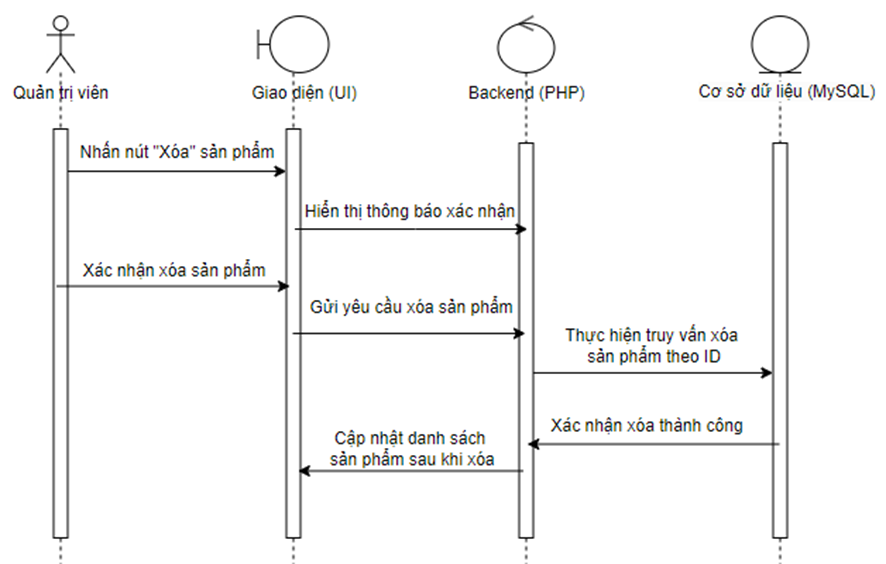 Quản trị viên
Giao diện (UI)
Backend (PHP)
Cơ sở dữ liệu (MySQL)
Nhấn nút "Xóa" sản phẩm
Hiển thị thông báo xác nhận
Xác nhận xóa sản phẩm
Gửi yêu cầu xóa sản phẩm
Thực hiện truy vấn xóa
sản phẩm theo ID
Xác nhận xóa thành công
Cập nhật danh sách
sản phẩm sau khi xóa